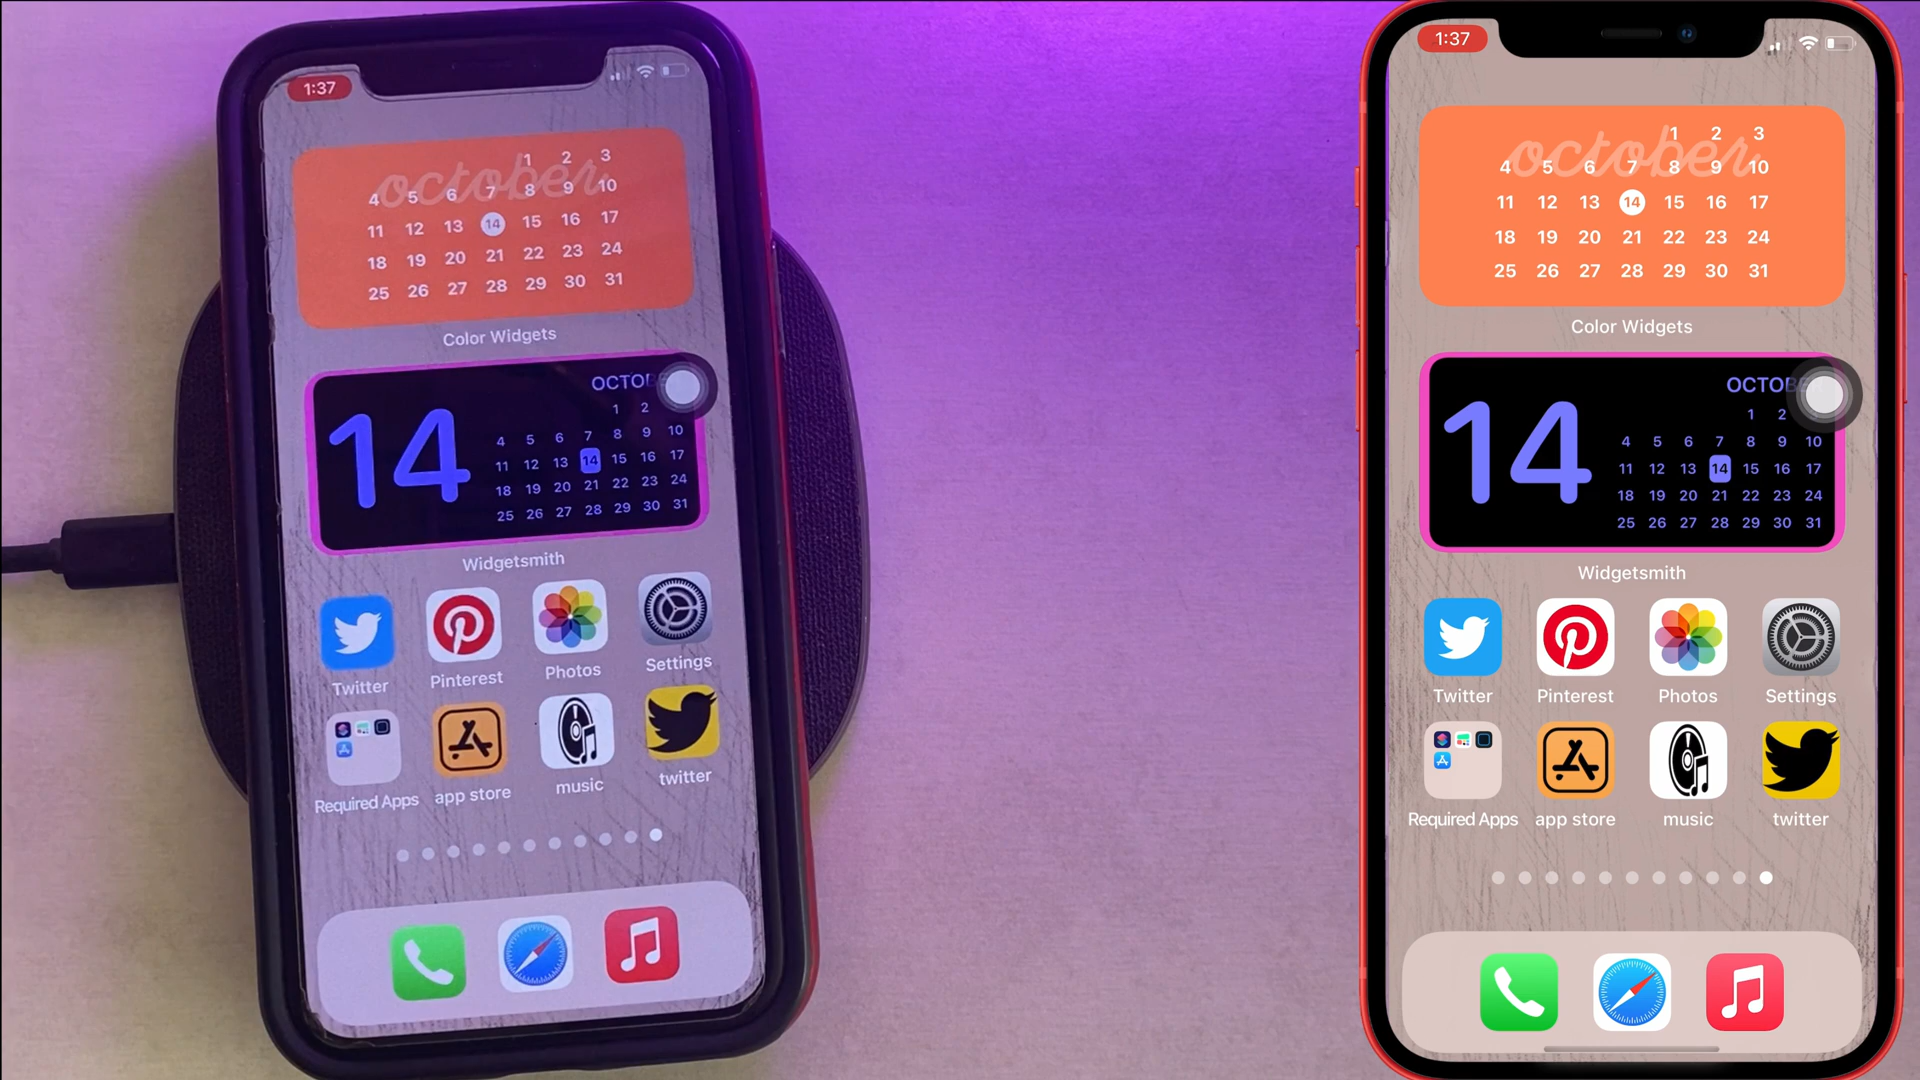 1:37
october
1 2 3
4 5 6 7 8 9 10
11 12 13 14 15 16 17
18 19 20 21 22 23 24
25 26 27 28 29 30 31
Color Widgets
14
OCTOB
1 2
4 5 6 7 8 9 10
11 12 13 14 15 16 17
18 19 20 21 22 23 24
25 26 27 28 29 30 31
Widgetsmith
Twitter Pinterest Photos Settings
Required Apps app store music twitter
1:37
october
1 2 3
4 5 6 7 8 9 10
11 12 13 14 15 16 17
18 19 20 21 22 23 24
25 26 27 28 29 30 31
Color Widgets
14
OCTOB
1 2
4 5 6 7 8 9 10
11 12 13 14 15 16 17
18 19 20 21 22 23 24
25 26 27 28 29 30 31
Widgetsmith
Twitter Pinterest Photos Settings
Required Apps app store music twitter